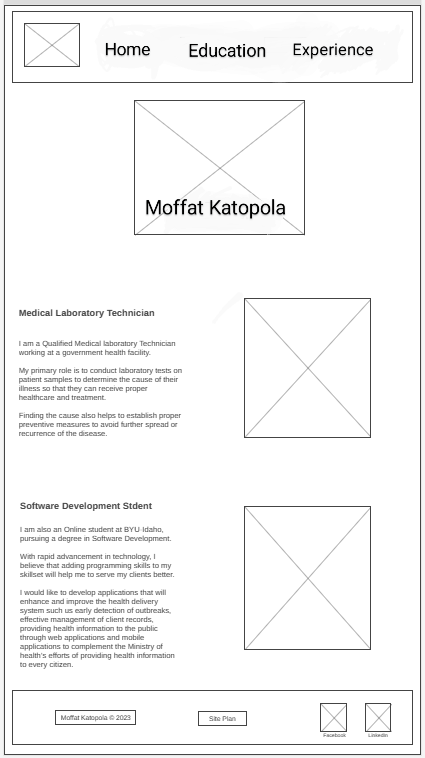 Home Education Experience
Moffat Katopola
Medical Laboratory Technician
I am a Qualified Medical laboratory Technician
working at a government health facility.
My primary role is to conduct laboratory tests on
patient samples to determine the cause of their
illness so that they can receive proper
healthcare and treatment.
Finding the cause also helps to establish proper
preventive measures to avoid further spread or
recurrence of the disease.
Software Development Stdent
I am also an Online student at BYU Idaho,
pursuing a degree in Software Development.
With rapid advancement in technology, I
believe that adding programming skills to my
skillset will help me to serve my clients better.
I would like to develop applications that will
enhance and improve the health delivery
system such us early detection of outbreaks,
effective management of client records,
providing health information to the public
through web applications and mobile
applications to complement the Ministry of
health's efforts of providing health information
to every citizen.
Moffat Katopola © 2023
Site Plan
Facebook
LinkedIn